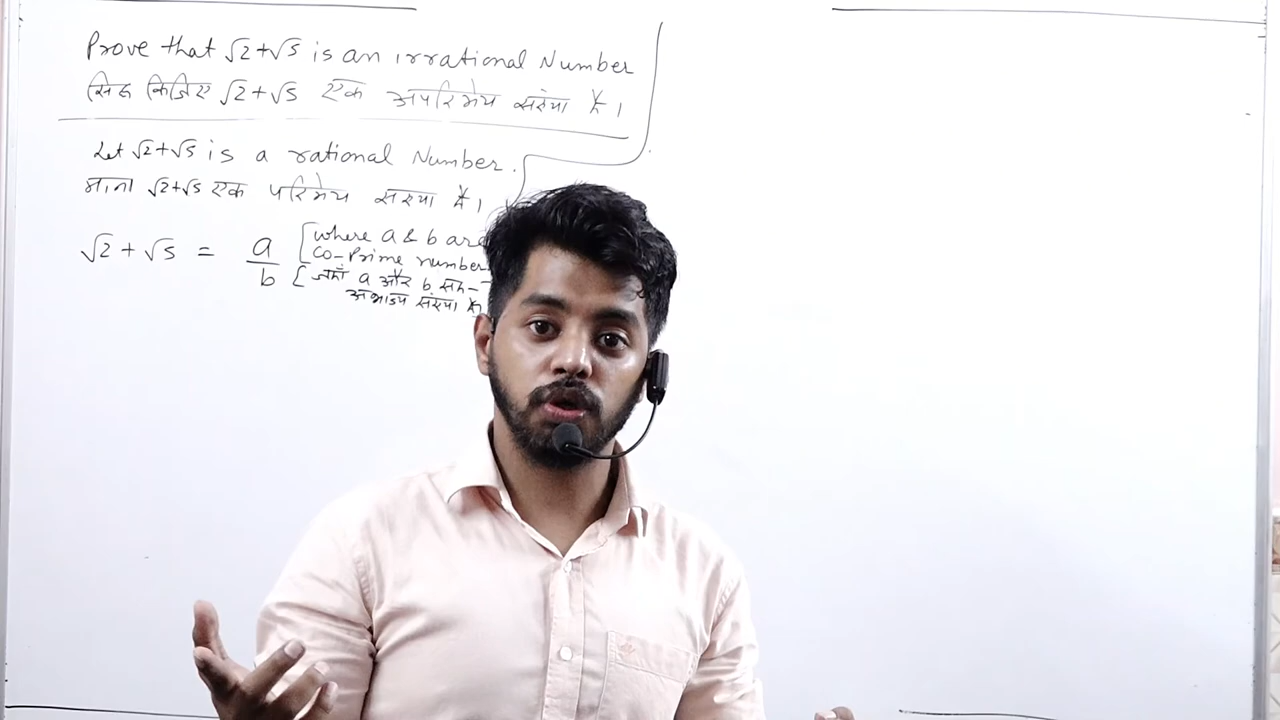 Prove that √2+√5 is an irrational Number
सिद्ध किजिए √2+√5 एक अपरिमेय संख्या है।
Let √2+√5 is a rational Number.
माना √2+√5 एक परिमेय संख्या है।
√2 + √5 = a/b [where a & b are
co-Prime number
[जहाँ a और b सह-
अभाज्य संख्या है